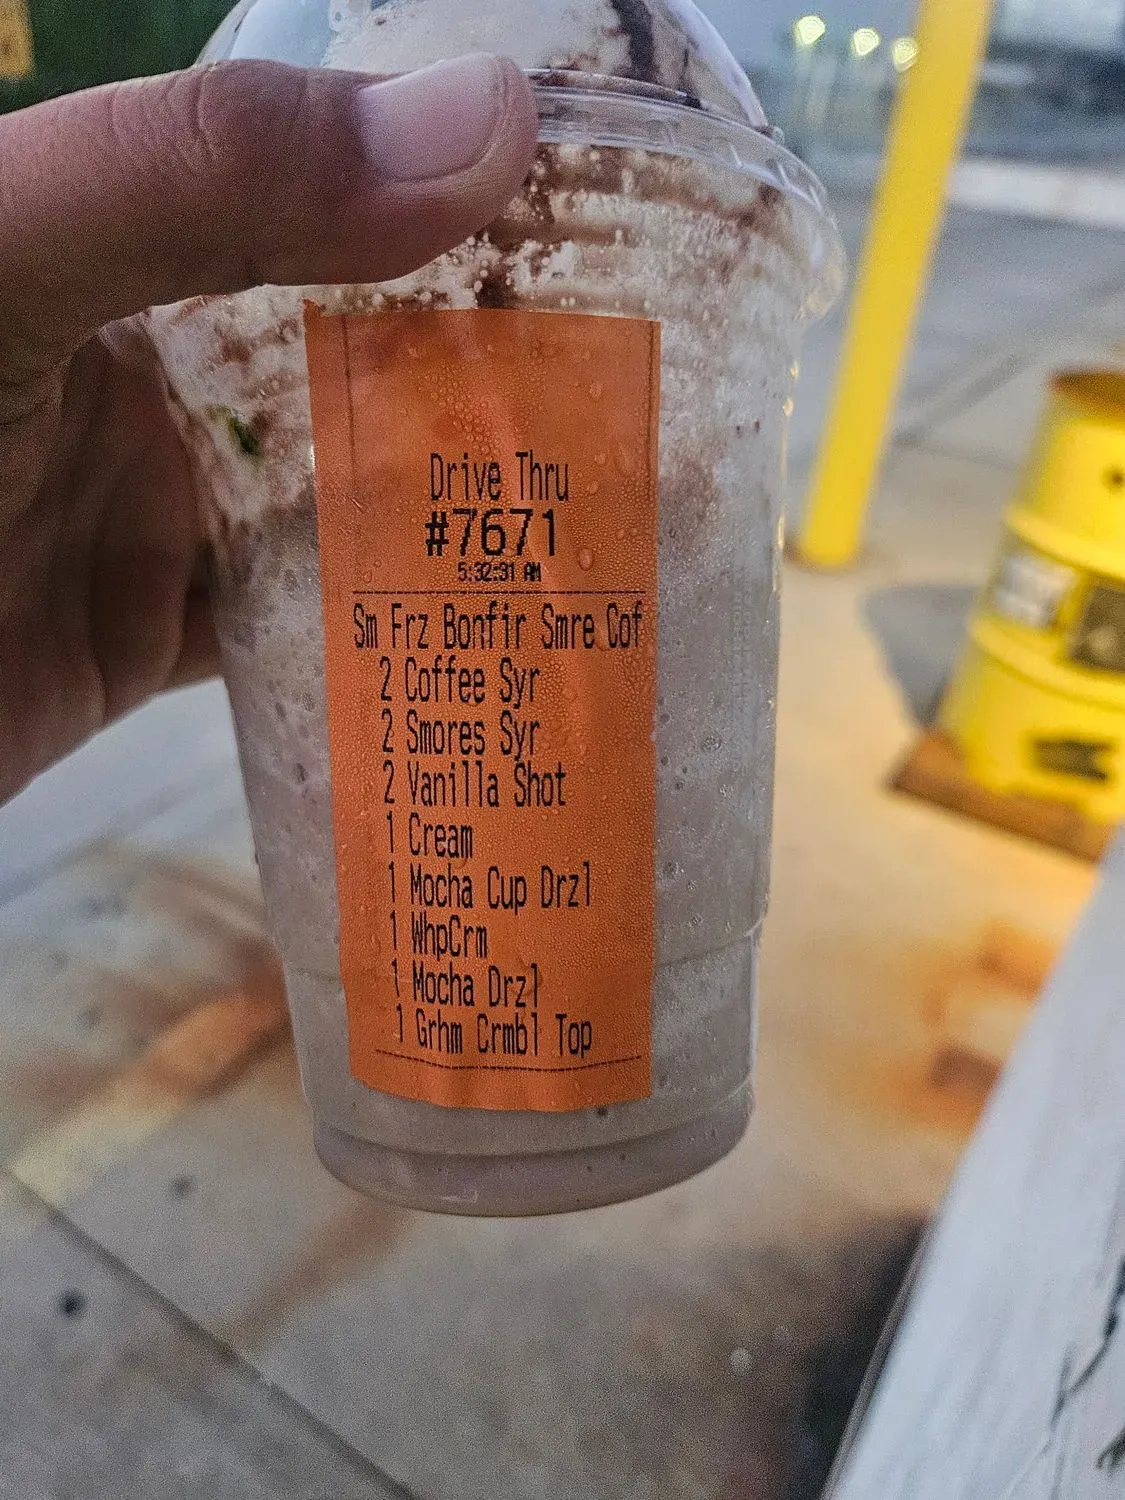 Drive Thru
#7671
5:32:31 AM
Sm Frz Bonfir Smre Cof
2 Coffee Syr
2 Smores Syr
2 Vanilla Shot
1 Cream
1 Mocha Cup Drzl
1 WhpCrm
1 Mocha Drzl
1 Grhm Crmbl Top